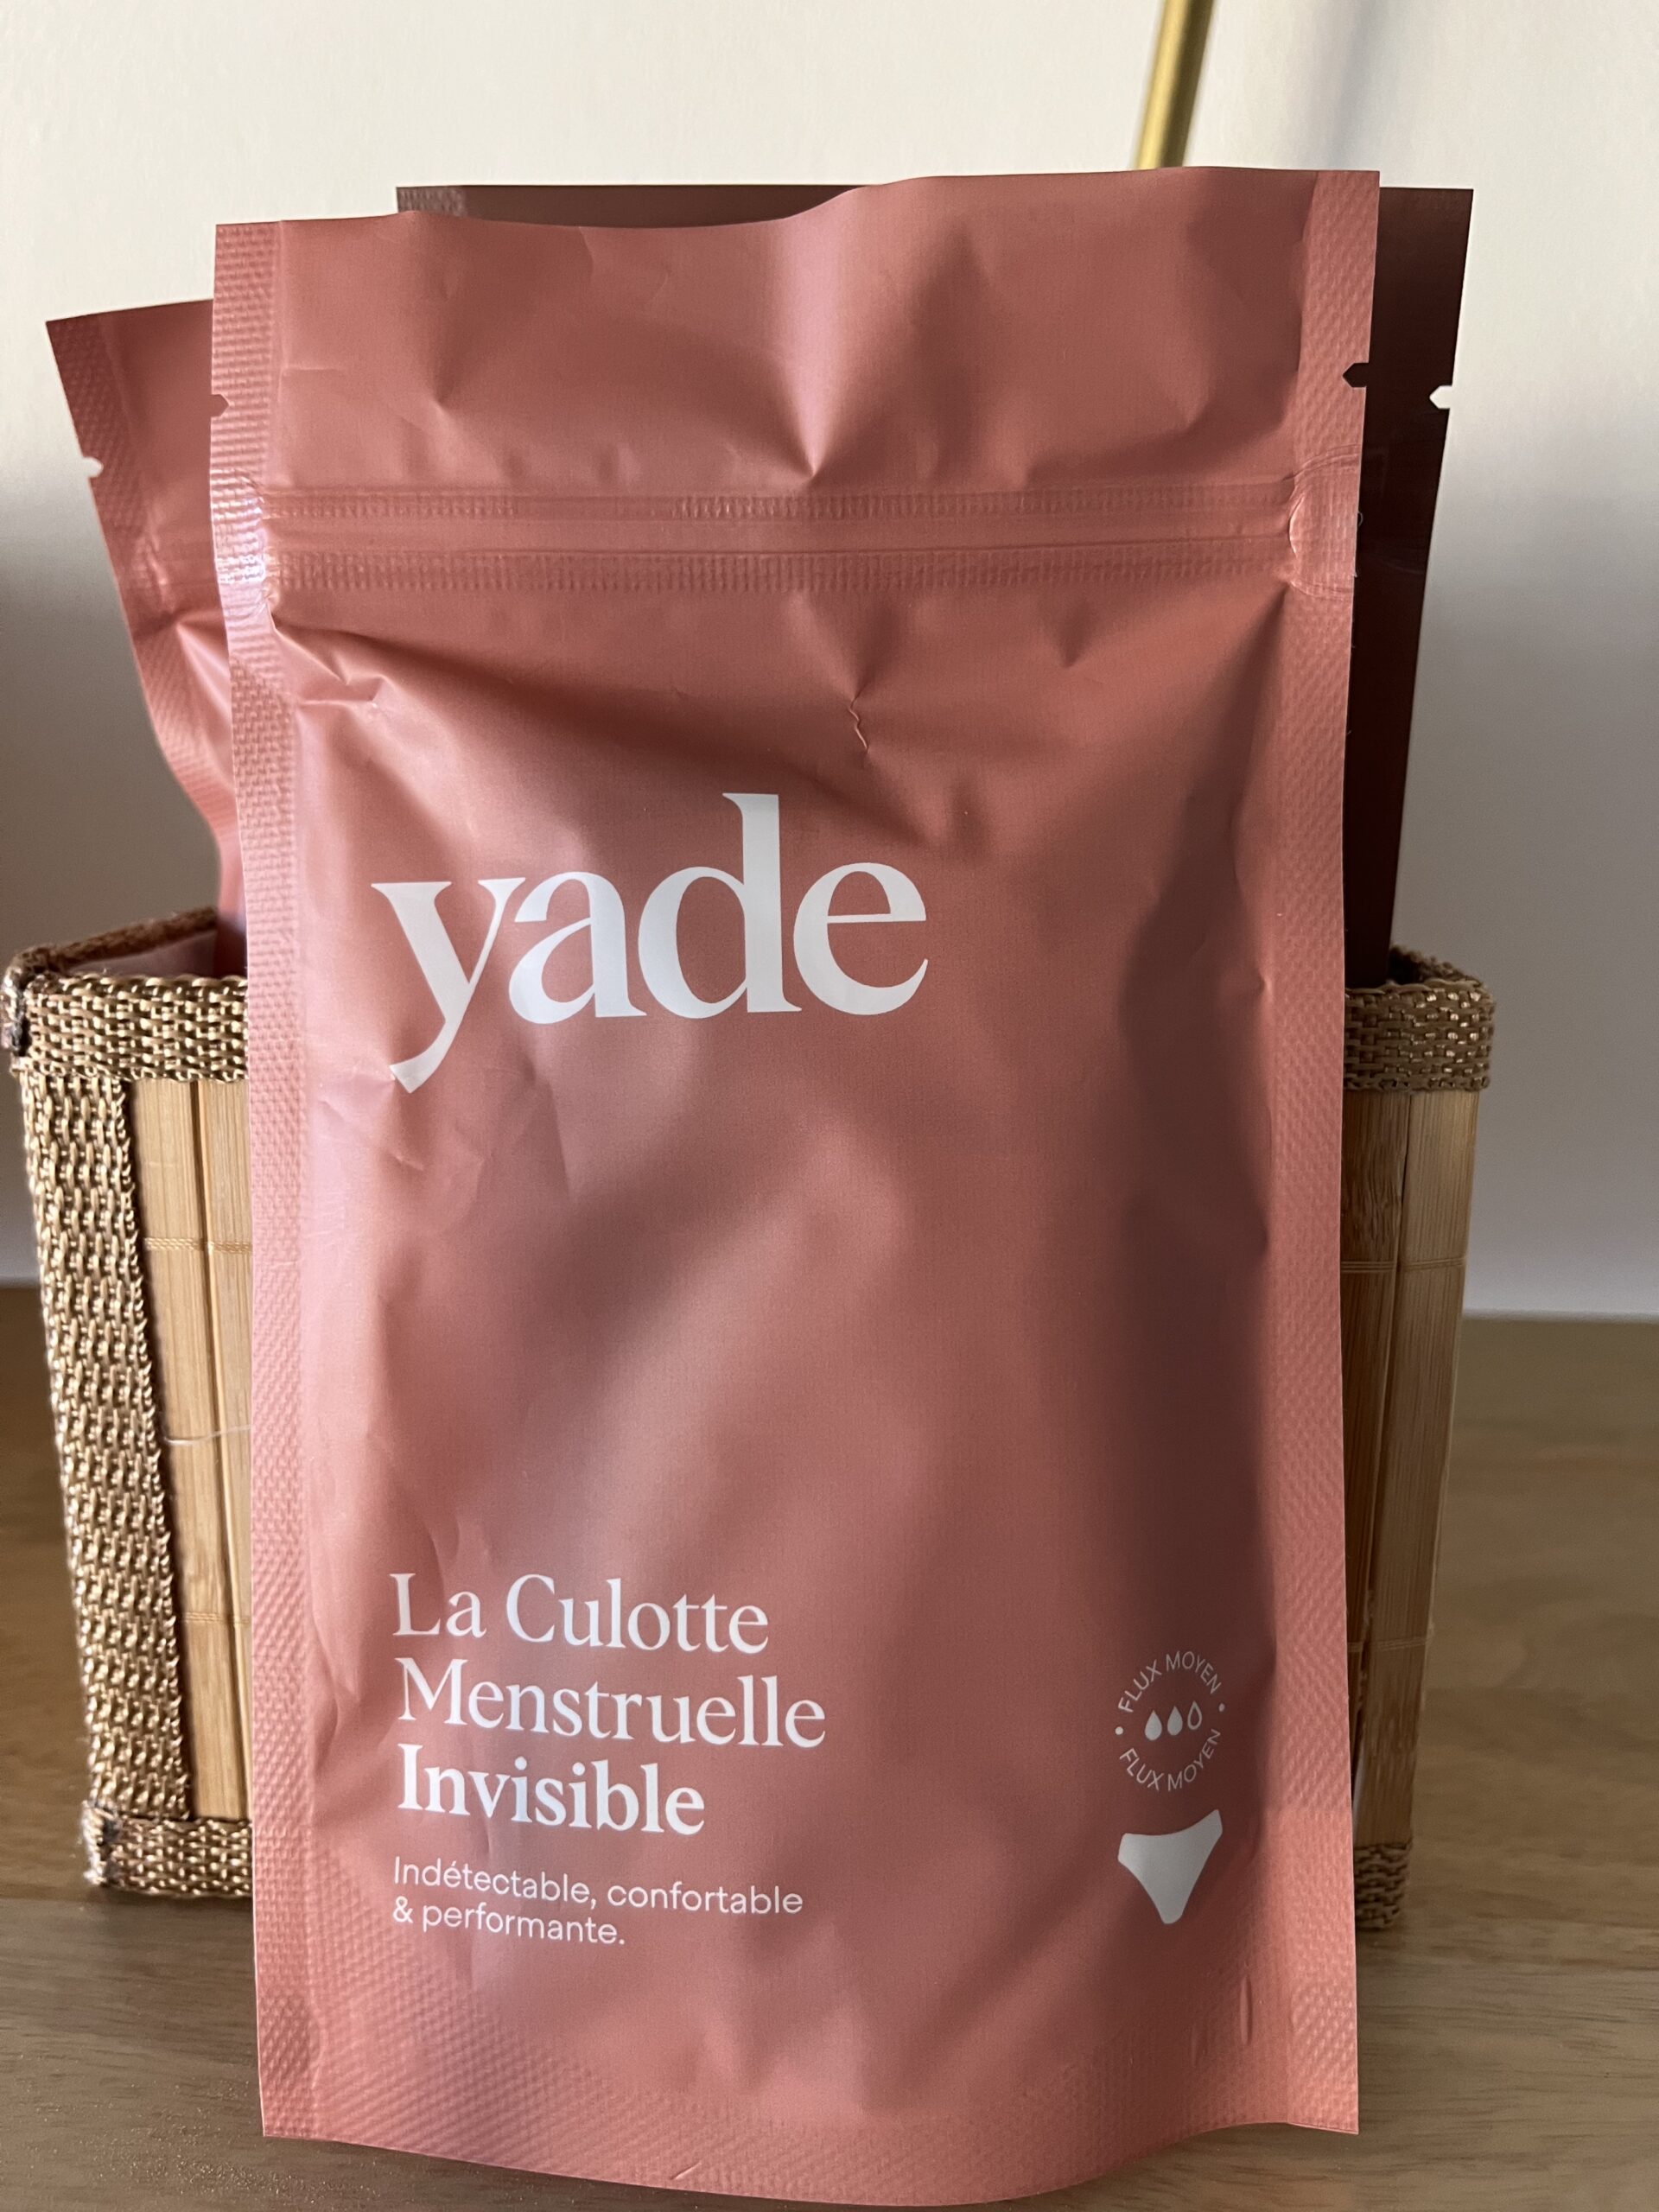 yade
La Culotte
Menstruelle
Invisible
Indétectable, confortable
& performante.
• FLUX MOYEN •
FLUX MOYEN